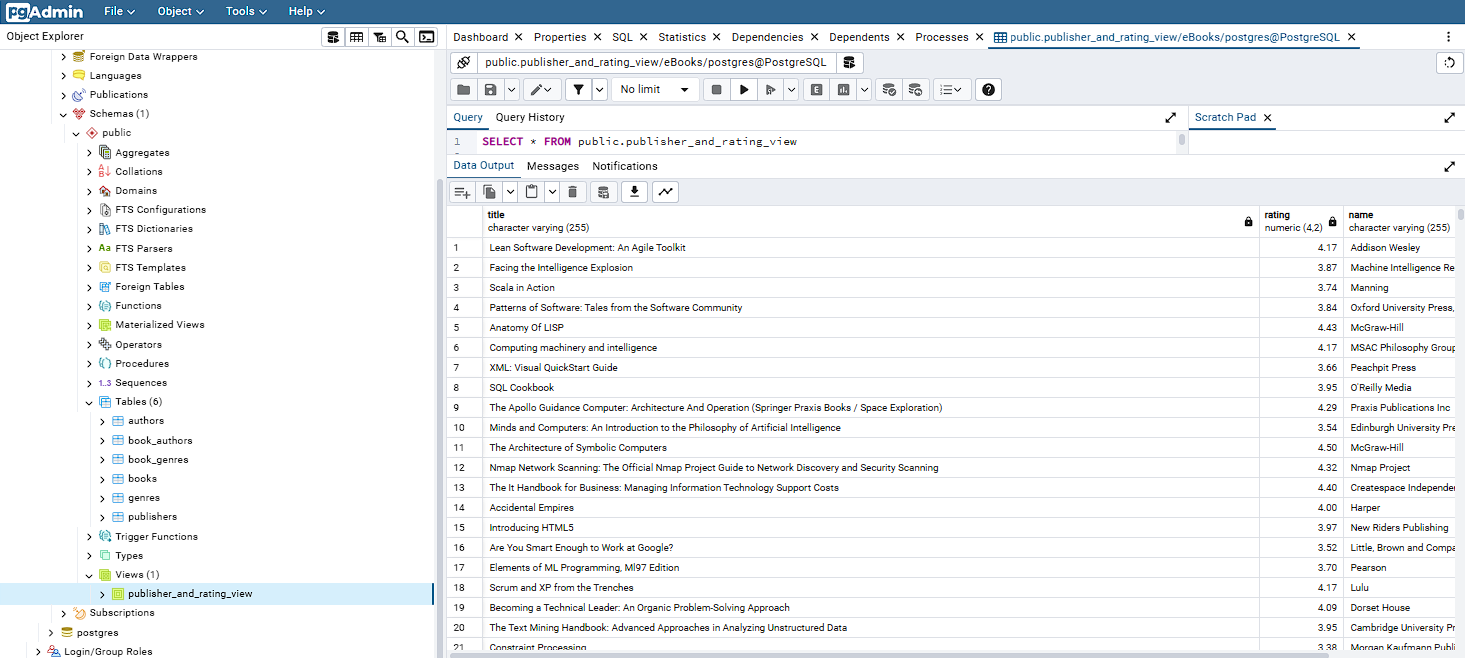 pgAdmin File Object Tools Help
Object Explorer
Foreign Data Wrappers
Languages
Publications
Schemas (1)
public
Aggregates
Collations
Domains
FTS Configurations
FTS Dictionaries
Aa FTS Parsers
FTS Templates
Foreign Tables
Functions
Materialized Views
Operators
Procedures
1..3 Sequences
Tables (6)
authors
book_authors
book_genres
books
genres
publishers
Trigger Functions
Types
Views (1)
publisher_and_rating_view
Subscriptions
postgres
Login/Group Roles
Dashboard Properties SQL Statistics Dependencies Dependents Processes public.publisher_and_rating_view/eBooks/postgres@PostgreSQL
public.publisher_and_rating_view/eBooks/postgres@PostgreSQL
No limit E
Query Query History Scratch Pad
1 SELECT * FROM public.publisher_and_rating_view
Data Output Messages Notifications
title rating name
character varying (255) numeric (4,2) character varying (255)
1 Lean Software Development: An Agile Toolkit 4.17 Addison Wesley
2 Facing the Intelligence Explosion 3.87 Machine Intelligence Re
3 Scala in Action 3.74 Manning
4 Patterns of Software: Tales from the Software Community 3.84 Oxford University Press,
5 Anatomy Of LISP 4.43 McGraw-Hill
6 Computing machinery and intelligence 4.17 MSAC Philosophy Group
7 XML: Visual QuickStart Guide 3.66 Peachpit Press
8 SQL Cookbook 3.95 O'Reilly Media
9 The Apollo Guidance Computer: Architecture And Operation (Springer Praxis Books / Space Exploration) 4.29 Praxis Publications Inc
10 Minds and Computers: An Introduction to the Philosophy of Artificial Intelligence 3.54 Edinburgh University Pre
11 The Architecture of Symbolic Computers 4.50 McGraw-Hill
12 Nmap Network Scanning: The Official Nmap Project Guide to Network Discovery and Security Scanning 4.32 Nmap Project
13 The It Handbook for Business: Managing Information Technology Support Costs 4.40 Createspace Independen
14 Accidental Empires 4.00 Harper
15 Introducing HTML5 3.97 New Riders Publishing
16 Are You Smart Enough to Work at Google? 3.52 Little, Brown and Compa
17 Elements of ML Programming, Ml97 Edition 3.70 Pearson
18 Scrum and XP from the Trenches 4.17 Lulu
19 Becoming a Technical Leader: An Organic Problem-Solving Approach 4.09 Dorset House
20 The Text Mining Handbook: Advanced Approaches in Analyzing Unstructured Data 3.95 Cambridge University Pr
21 Constraint Processing 3.38 Morgan Kaufmann Publi